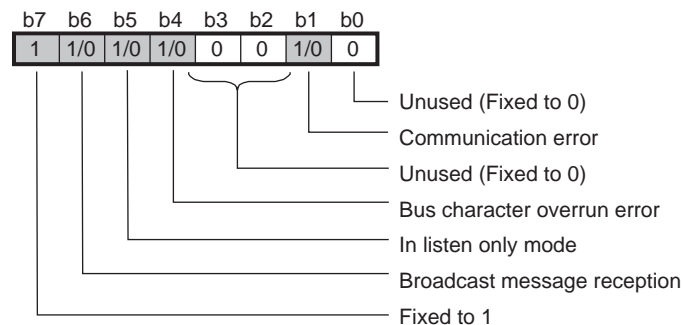 b7 b6 b5 b4 b3 b2 b1 b0
1 1/0 1/0 1/0 0 0 1/0 0
Unused (Fixed to 0)
Communication error
Unused (Fixed to 0)
Bus character overrun error
In listen only mode
Broadcast message reception
Fixed to 1